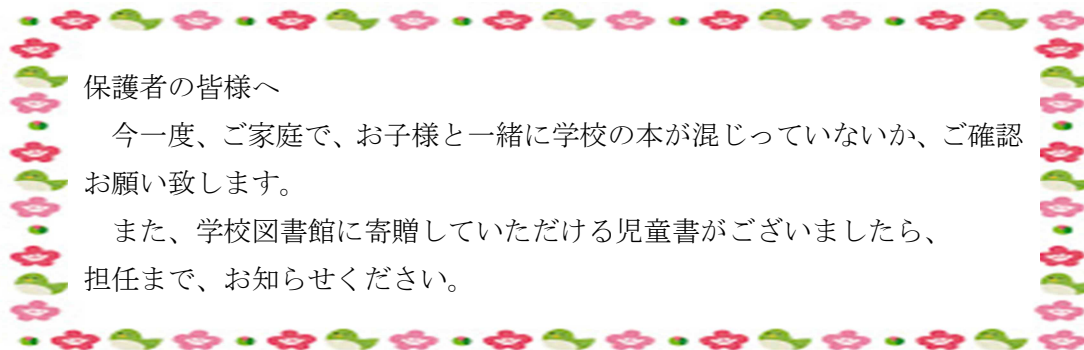 保護者の皆様へ
　今一度、ご家庭で、お子様と一緒に学校の本が混じっていないか、ご確認
お願い致します。
　また、学校図書館に寄贈していただける児童書がございましたら、
担任まで、お知らせください。